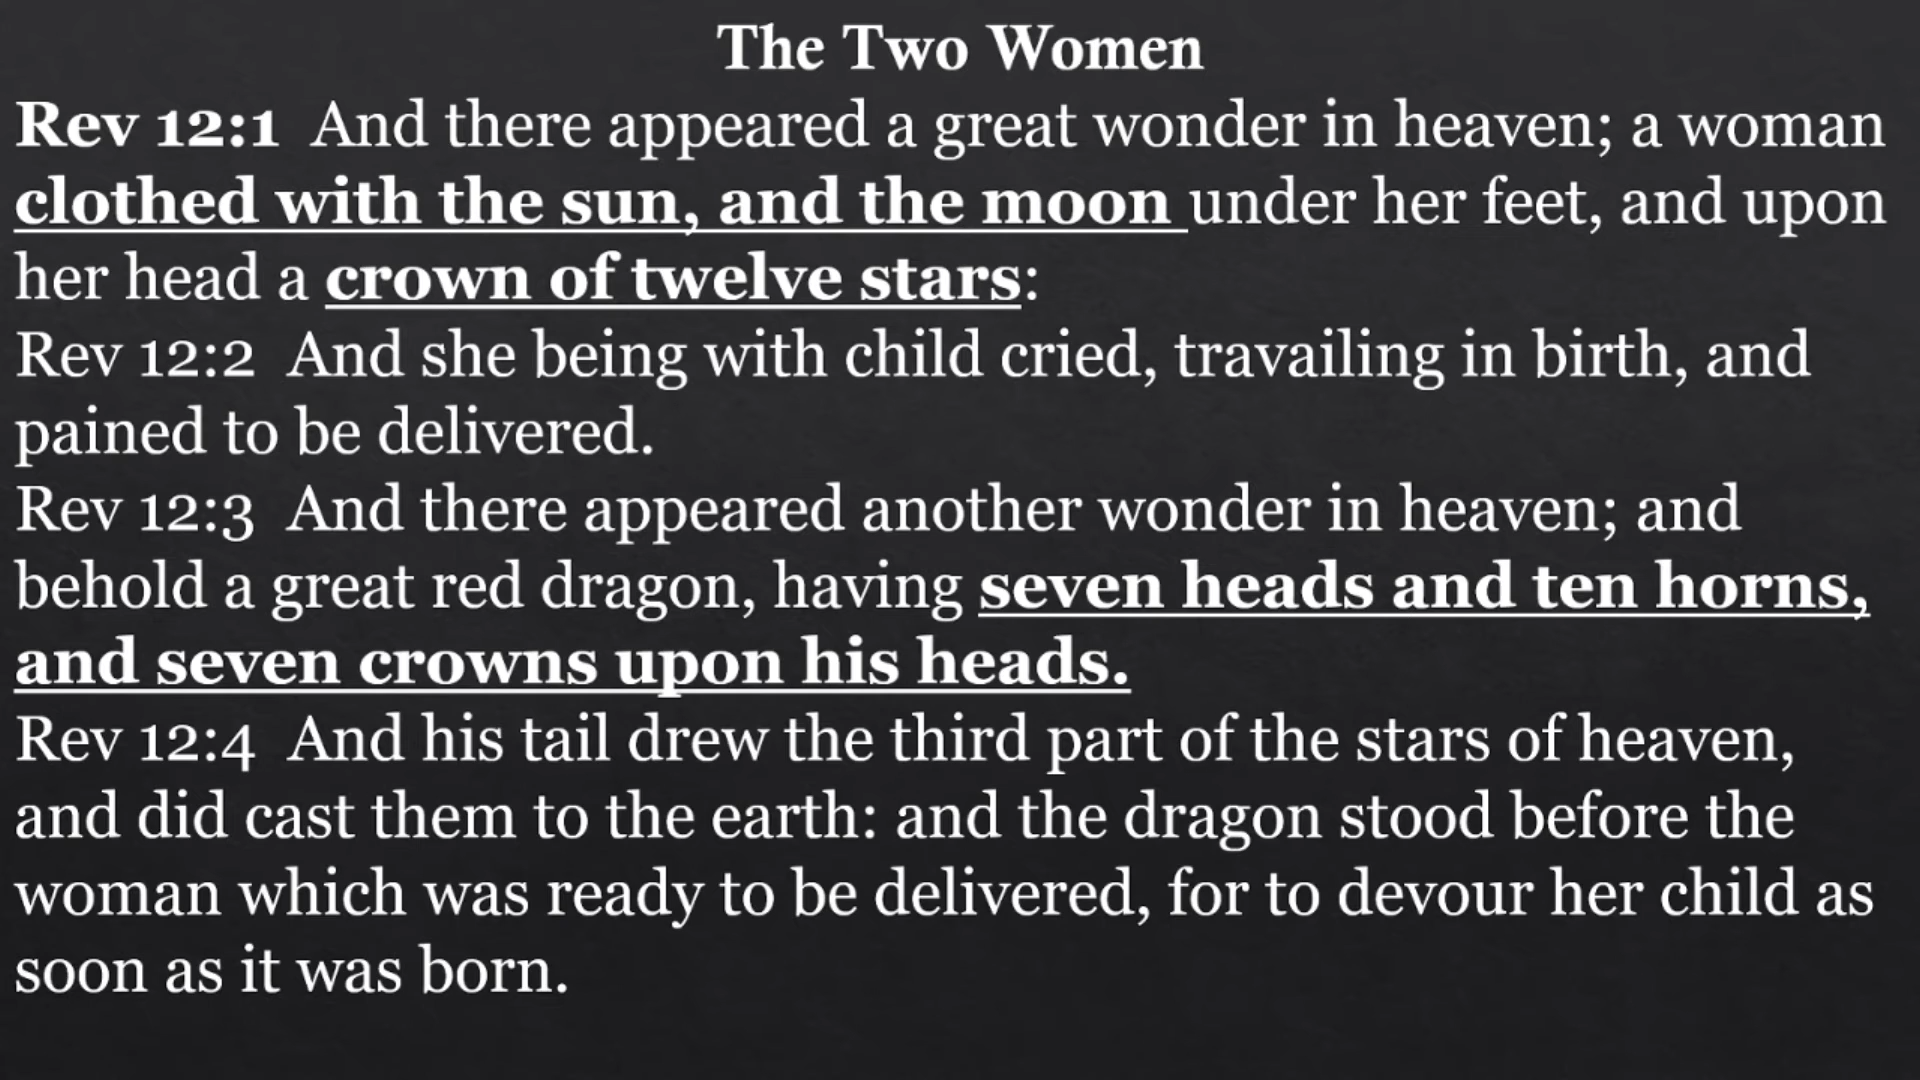 The Two Women
Rev 12:1 And there appeared a great wonder in heaven; a woman
clothed with the sun, and the moon under her feet, and upon
her head a crown of twelve stars:
Rev 12:2 And she being with child cried, travailing in birth, and
pained to be delivered.
Rev 12:3 And there appeared another wonder in heaven; and
behold a great red dragon, having seven heads and ten horns,
and seven crowns upon his heads.
Rev 12:4 And his tail drew the third part of the stars of heaven,
and did cast them to the earth: and the dragon stood before the
woman which was ready to be delivered, for to devour her child as
soon as it was born.